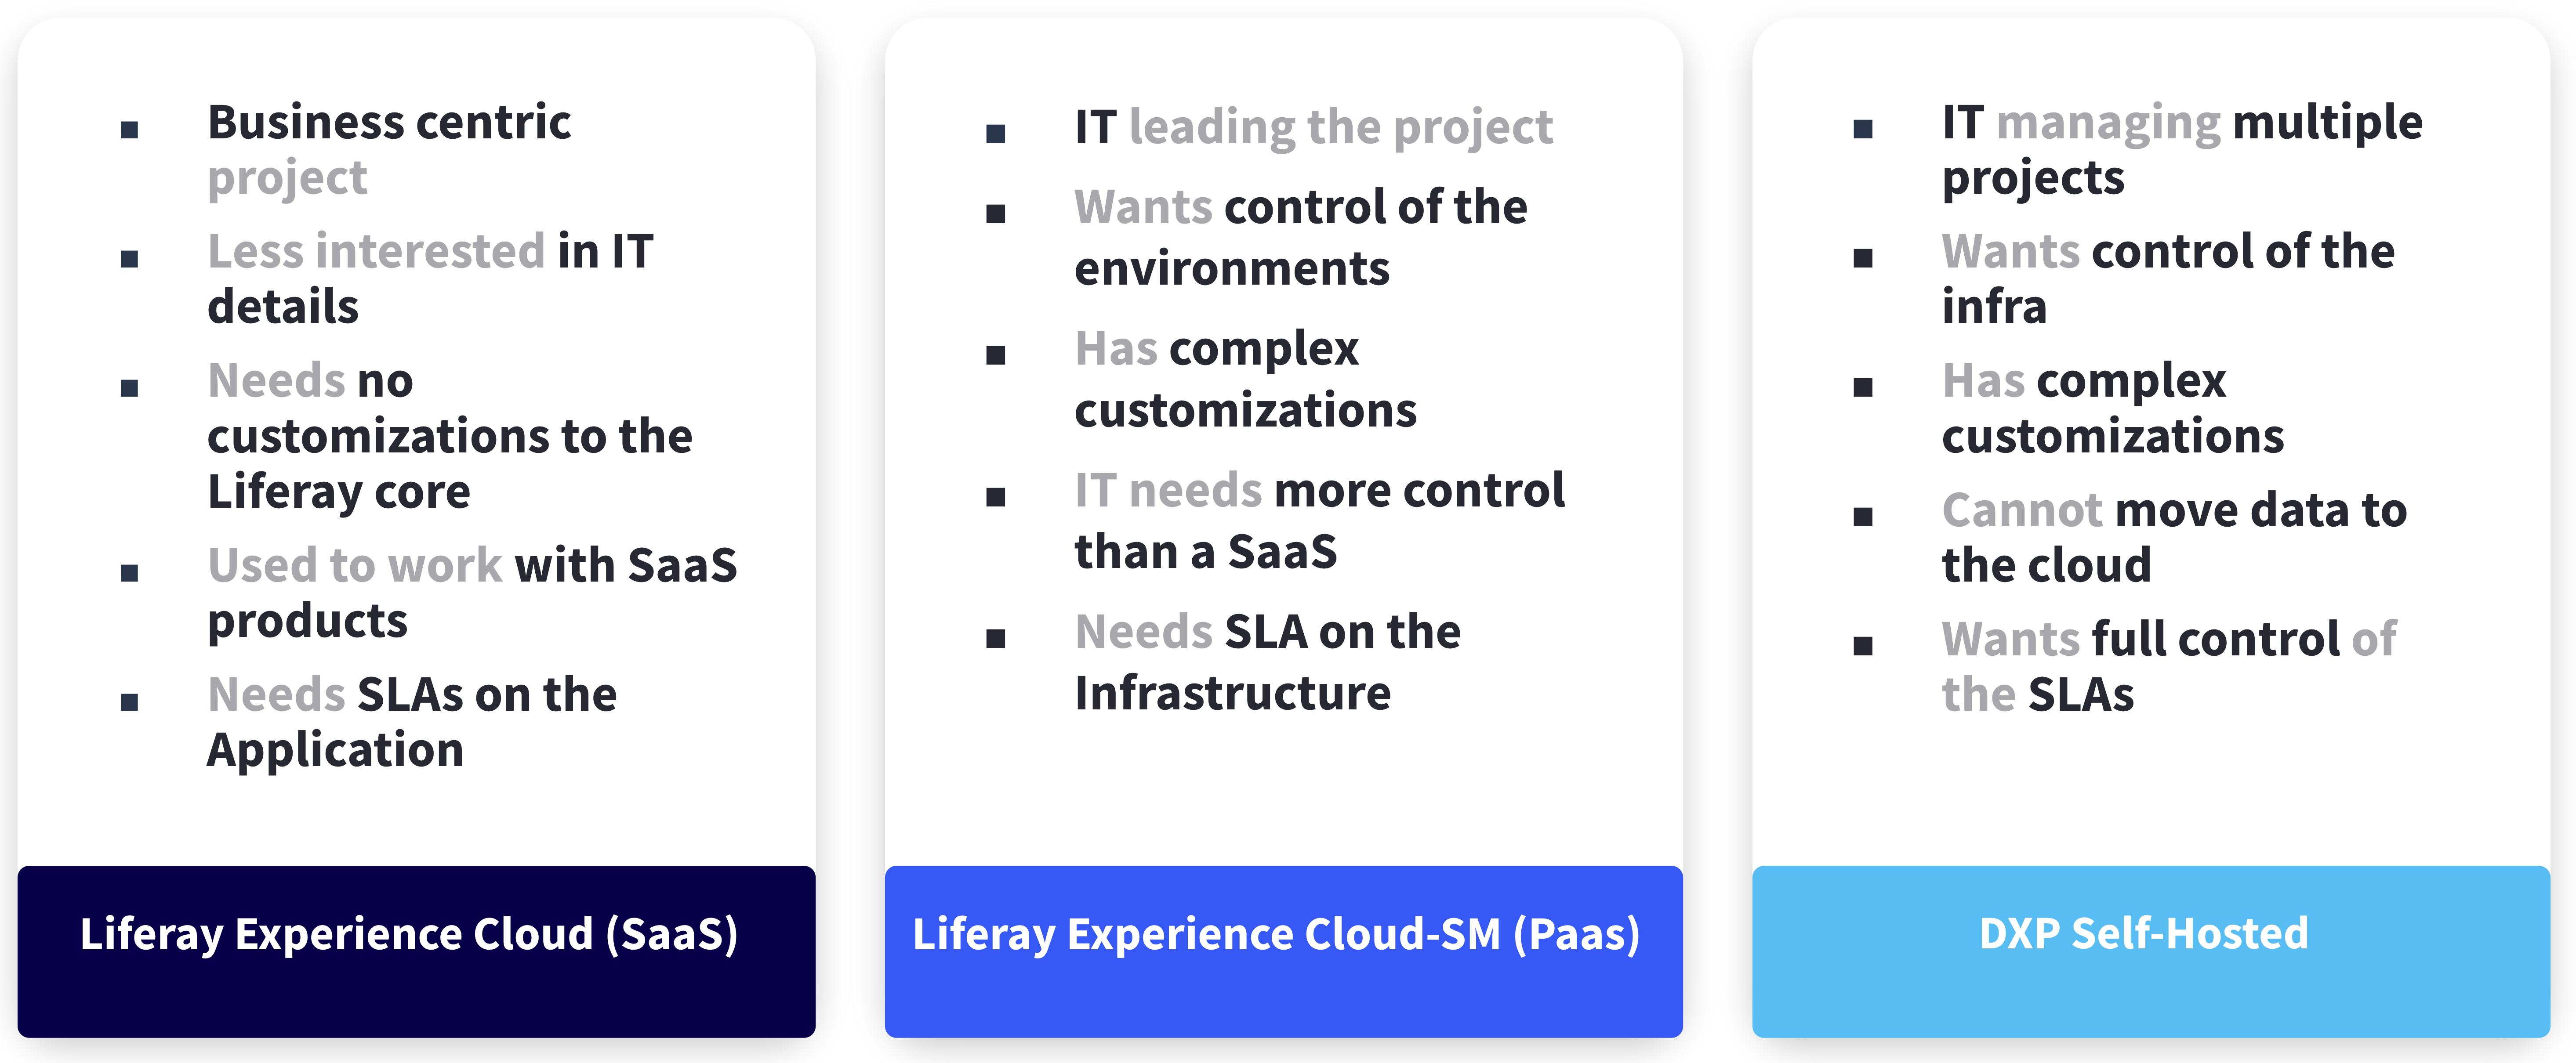 Business centric
project
Less interested in IT
details
Needs no
customizations to the
Liferay core
Used to work with SaaS
products
Needs SLAs on the
Application
Liferay Experience Cloud (SaaS)
IT leading the project
Wants control of the
environments
Has complex
customizations
IT needs more control
than a SaaS
Needs SLA on the
Infrastructure
Liferay Experience Cloud-SM (Paas)
IT managing multiple
projects
Wants control of the
infra
Has complex
customizations
Cannot move data to
the cloud
Wants full control of
the SLAs
DXP Self-Hosted